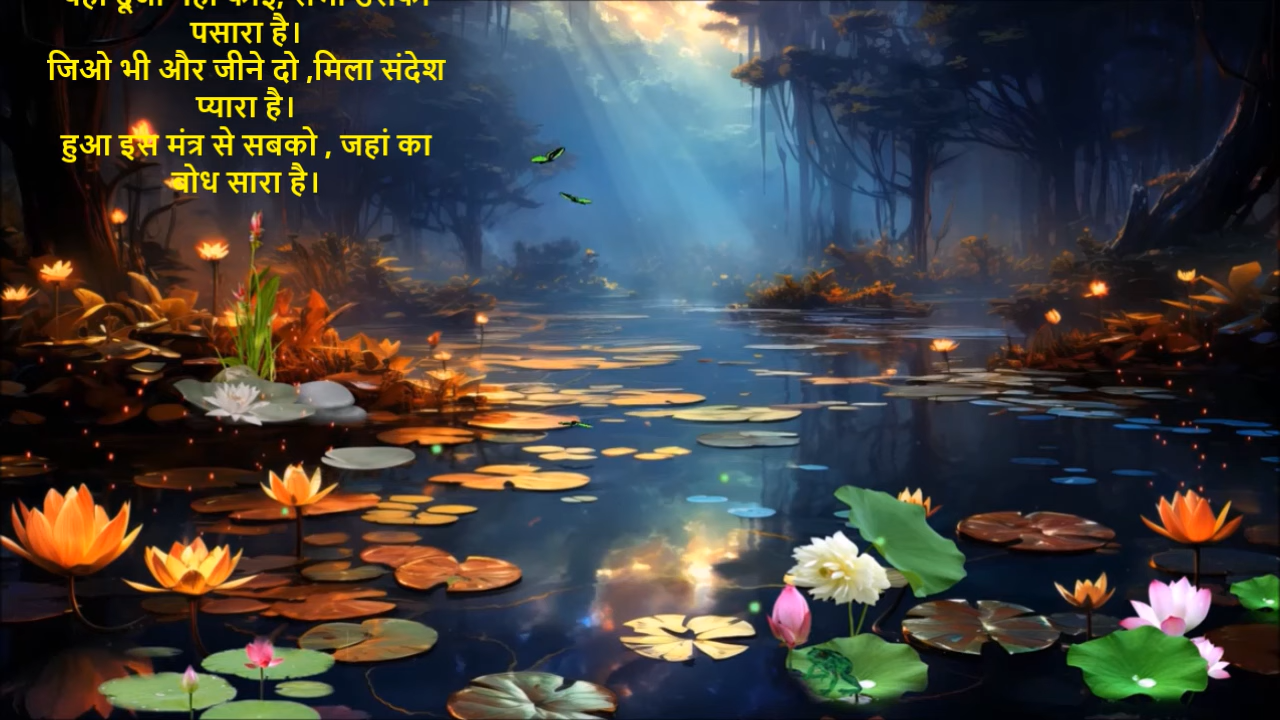 पसारा है।
जिओ भी और जीने दो ,मिला संदेश
प्यारा है।
हुआ इस मंत्र से सबको , जहां का
बोध सारा है।